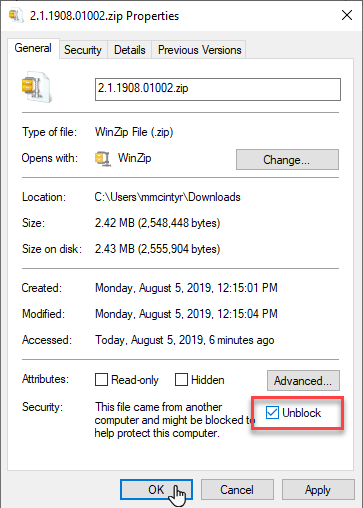 2.1.1908.01002.zip Properties
General Security Details Previous Versions
2.1.1908.01002.zip
Type of file: WinZip File (.zip)
Opens with: WinZip Change...
Location: C:\Users\mmcintyr\Downloads
Size: 2.42 MB (2,548,448 bytes)
Size on disk: 2.43 MB (2,555,904 bytes)
Created: Monday, August 5, 2019, 12:15:01 PM
Modified: Monday, August 5, 2019, 12:15:04 PM
Accessed: Today, August 5, 2019, 6 minutes ago
Attributes: Read-only Hidden Advanced...
Security: This file came from another
computer and might be blocked to
help protect this computer.
Unblock
OK Cancel Apply